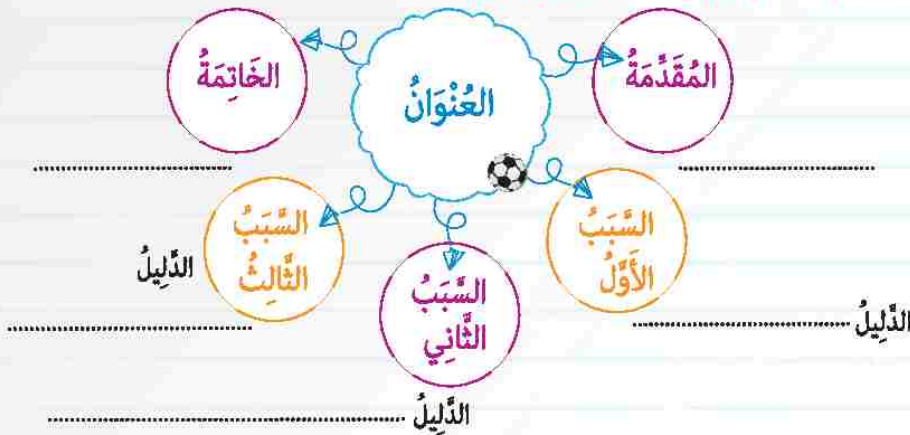 العُنْوَانُ
المُقَدِّمَةُ
الخَاتِمَةُ
السَّبَبُ
الأَوَّلُ
الدَّلِيلُ
السَّبَبُ
الثَّانِي
الدَّلِيلُ
السَّبَبُ
الثَّالِثُ
الدَّلِيلُ